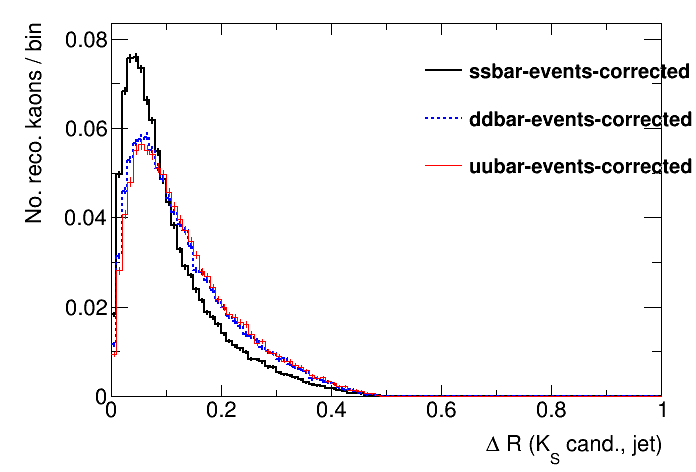 No. reco. kaons / bin
0.08
0.06
0.04
0.02
0
ssbar-events-corrected
ddbar-events-corrected
uubar-events-corrected
0 0.2 0.4 0.6 0.8 1
Δ R (K_S cand., jet)